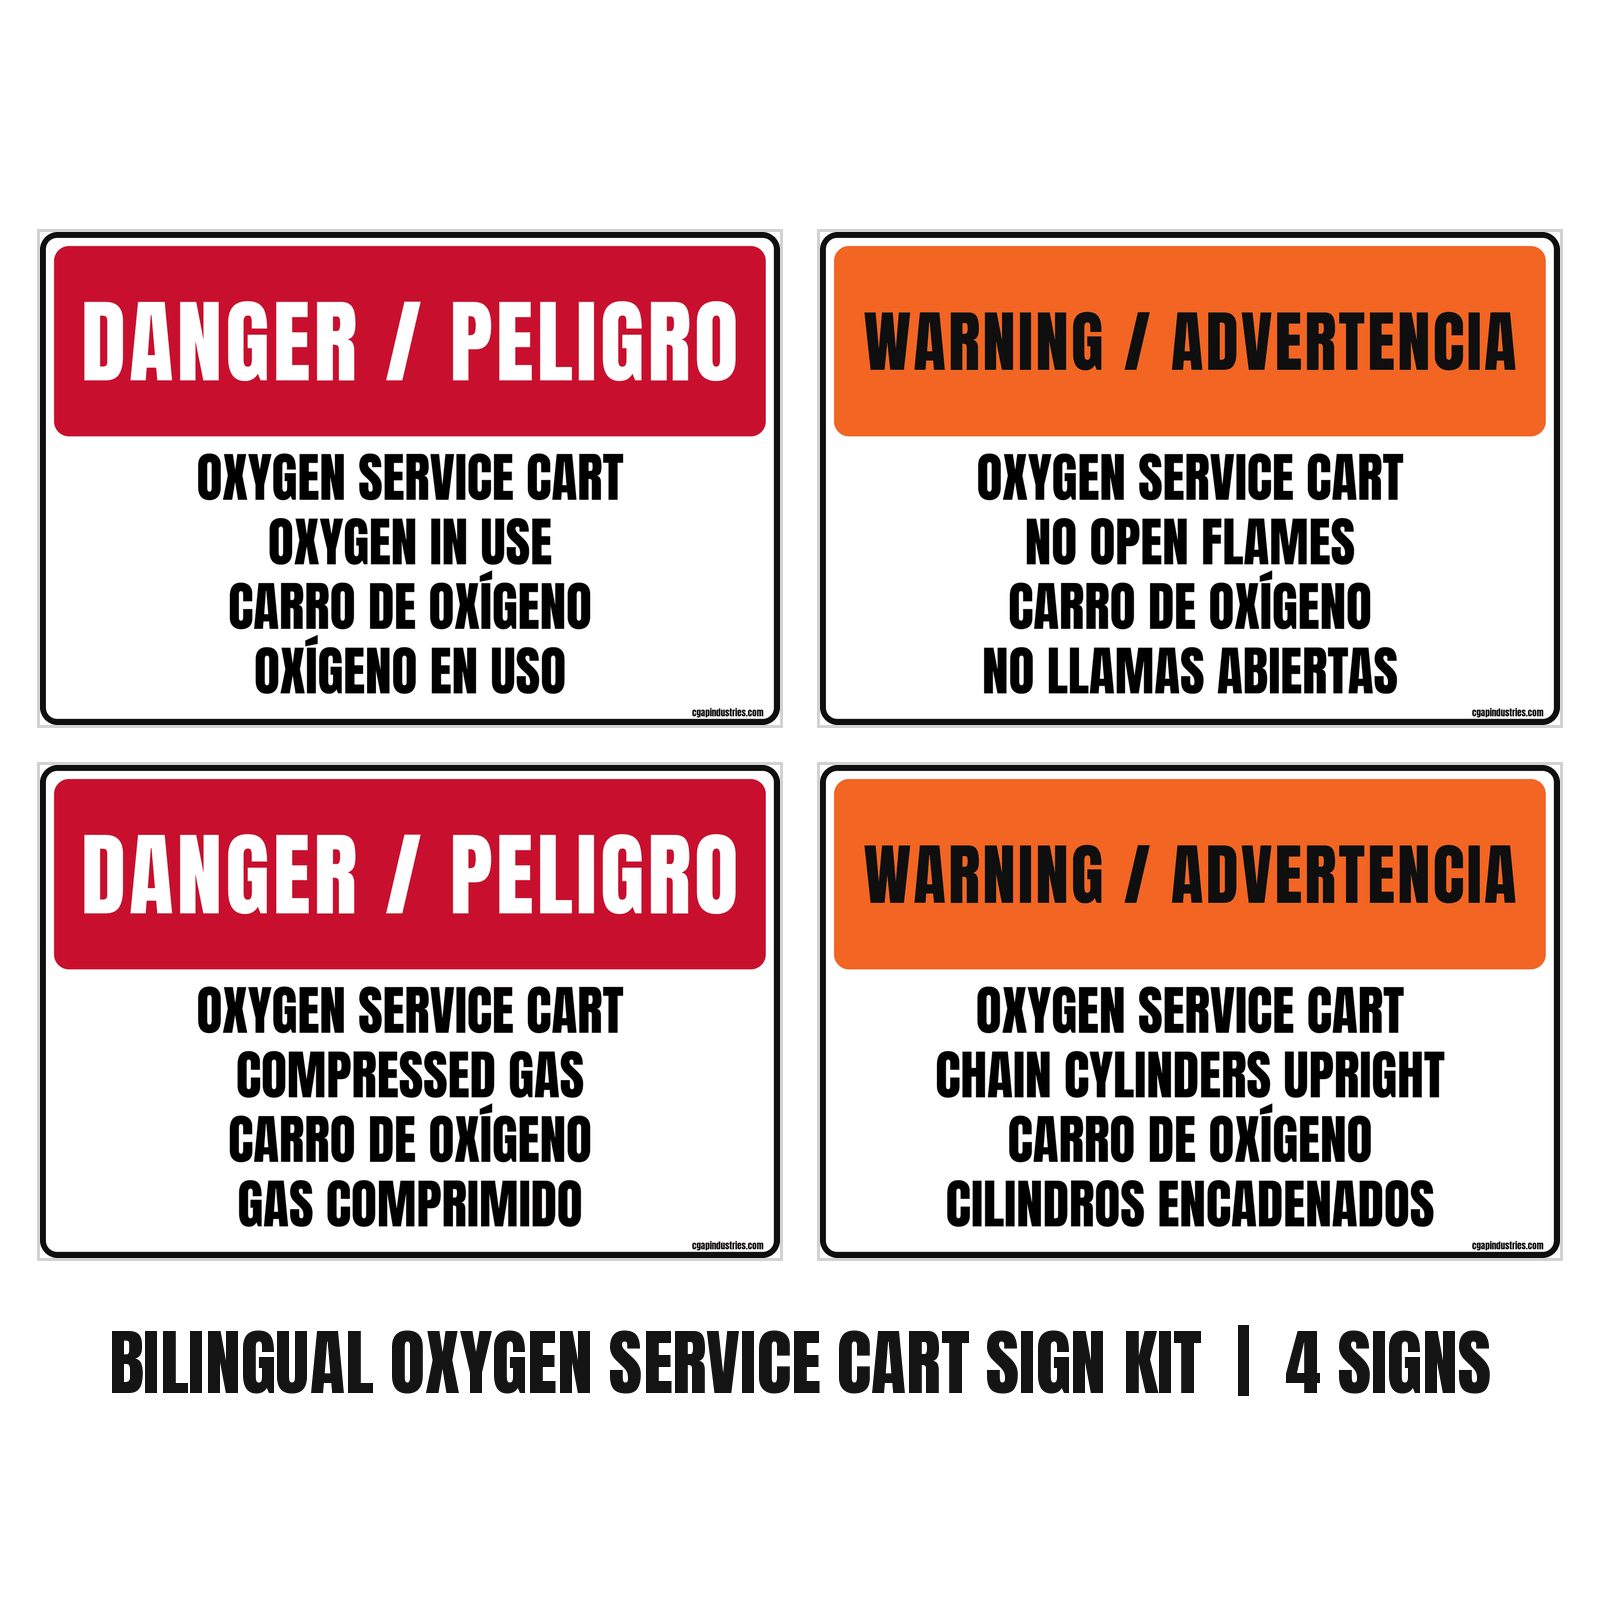 DANGER / PELIGRO
OXYGEN SERVICE CART
OXYGEN IN USE
CARRO DE OXÍGENO
OXÍGENO EN USO
cgapindustries.com
WARNING / ADVERTENCIA
OXYGEN SERVICE CART
NO OPEN FLAMES
CARRO DE OXÍGENO
NO LLAMAS ABIERTAS
cgapindustries.com
DANGER / PELIGRO
OXYGEN SERVICE CART
COMPRESSED GAS
CARRO DE OXÍGENO
GAS COMPRIMIDO
cgapindustries.com
WARNING / ADVERTENCIA
OXYGEN SERVICE CART
CHAIN CYLINDERS UPRIGHT
CARRO DE OXÍGENO
CILINDROS ENCADENADOS
cgapindustries.com
BILINGUAL OXYGEN SERVICE CART SIGN KIT | 4 SIGNS